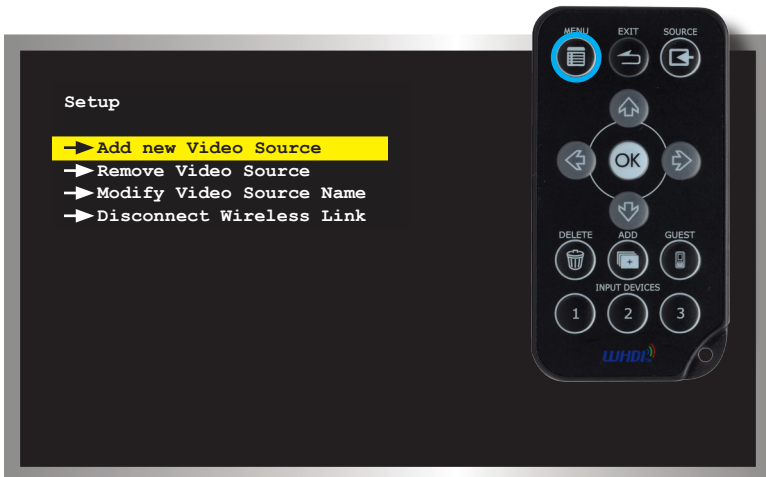 Setup
Add new Video Source
Remove Video Source
Modify Video Source Name
Disconnect Wireless Link
MENU EXIT SOURCE
OK
DELETE ADD GUEST
INPUT DEVICES
1 2 3
WHDI